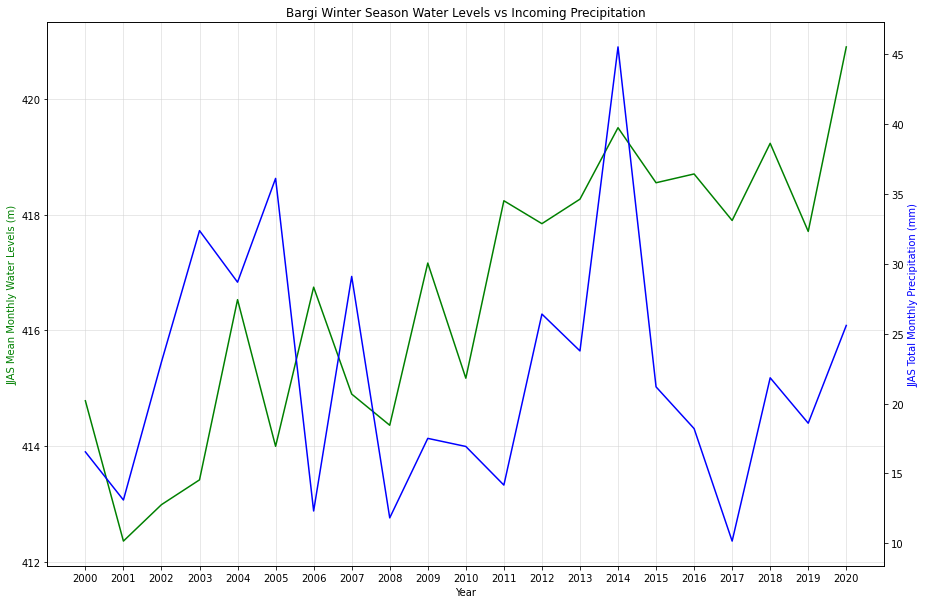 Bargi Winter Season Water Levels vs Incoming Precipitation
JJAS Mean Monthly Water Levels (m)
420
418
416
414
412
45
40
35
30
25
20
15
10
JJAS Total Monthly Precipitation (mm)
2000 2001 2002 2003 2004 2005 2006 2007 2008 2009 2010 2011 2012 2013 2014 2015 2016 2017 2018 2019 2020
Year